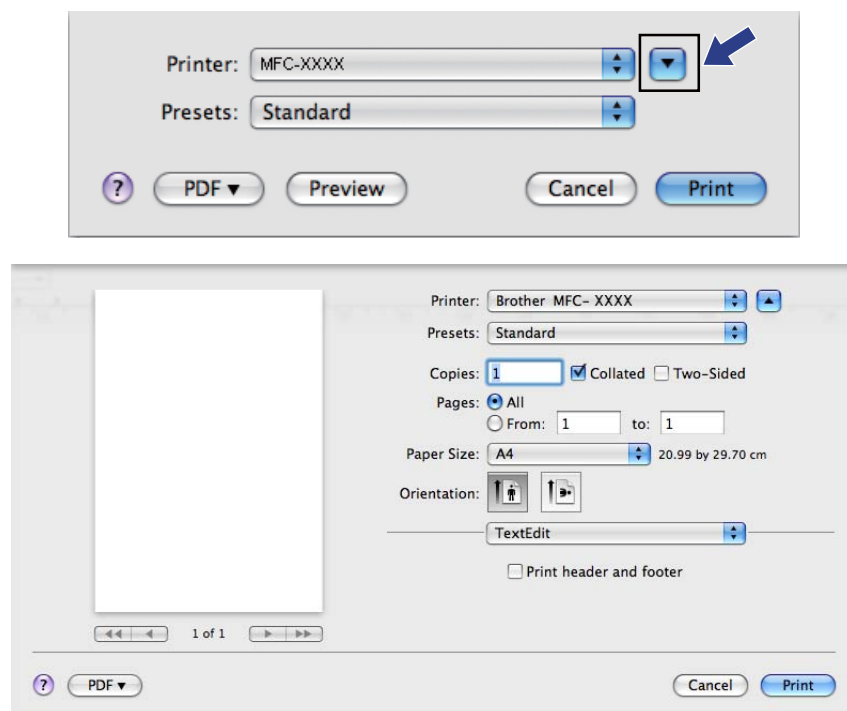 Printer: MFC-XXXX
Presets: Standard
? PDF▼ Preview Cancel Print
Printer: Brother MFC- XXXX
Presets: Standard
Copies: 1 Collated Two-Sided
Pages: All
From: 1 to: 1
Paper Size: A4 20.99 by 29.70 cm
Orientation:
TextEdit
Print header and footer
1 of 1
? PDF▼ Cancel Print